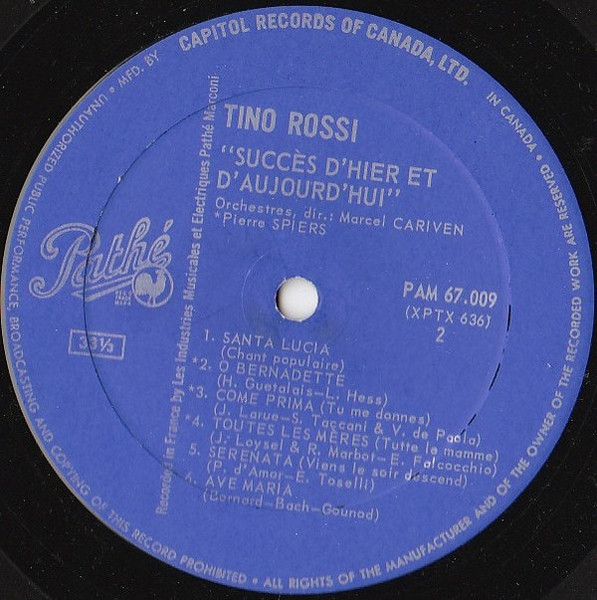 MFD. BY CAPITOL RECORDS OF CANADA, LTD. IN CANADA • ALL RIGHTS OF THE MANUFACTURER AND OF THE OWNER OF THE RECORDED WORK ARE RESERVED •
UNAUTHORIZED PUBLIC PERFORMANCE, BROADCASTING AND COPYING OF THIS RECORD PROHIBITED •
Recorded in France by Les Industries Musicales et Electriques Pathé Marconi
TINO ROSSI
"SUCCÈS D'HIER ET
D'AUJOURD'HUI"
Orchestres, dir.: Marcel CARIVEN
*Pierre SPIERS
Pathé
33⅓
PAM 67.009
(XPTX 636)
2
1. SANTA LUCIA
(Chant populaire)
*2. O BERNADETTE
(H. Guetalais-L. Hess)
*3. COME PRIMA (Tu me donnes)
(J. Larue-S. Taccani & V. de Paola)
*4. TOUTES LES MÈRES (Tutte le mamme)
(J. Loysel & R. Marbot-E. Falcocchio)
5. SERENATA (Viens le soir descend)
(P. d'Amor-E. Toselli)
6. AVE MARIA
(Bernard-Bach-Gounod)